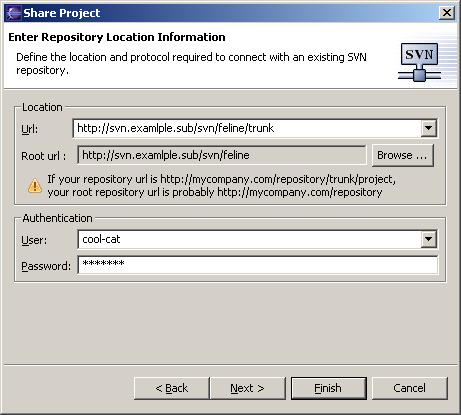 Share Project
Enter Repository Location Information
Define the location and protocol required to connect with an existing SVN
repository.
SVN
Location
Url: http://svn.examlple.sub/svn/feline/trunk
Root url : http://svn.examlple.sub/svn/feline Browse ...
If your repository url is http://mycompany.com/repository/trunk/project,
your root repository url is probably http://mycompany.com/repository
Authentication
User: cool-cat
Password: *******
< Back Next > Finish Cancel